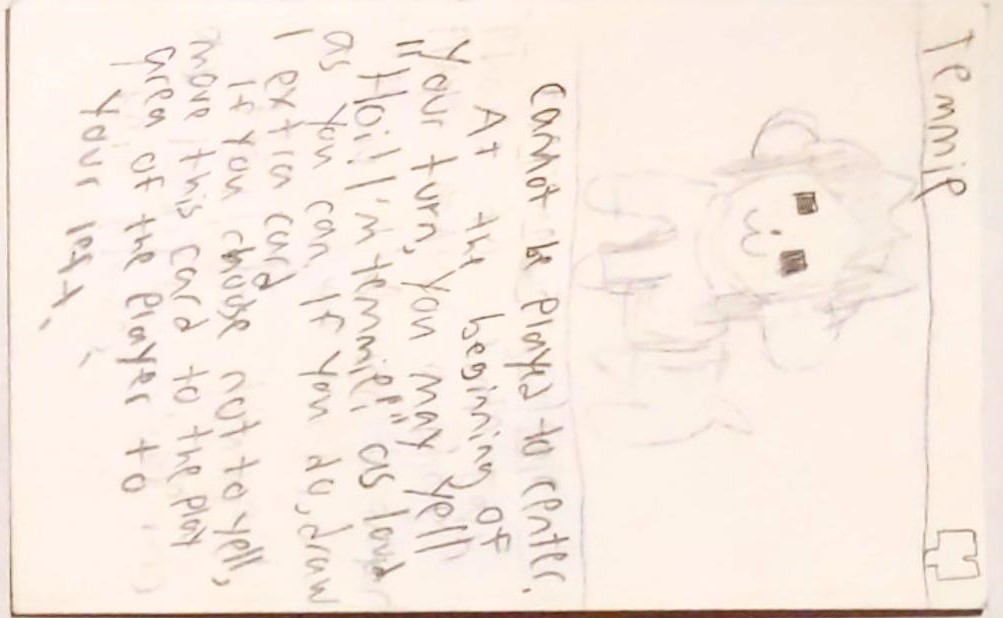 Temmie
Cannot be Played to center.
At the beginning of
Your turn, You may yell
"Hoi! I'm temmie!" as loud
as You can. If You do, draw
1 extra card
If You choose not to yell,
move this card to the play
area of the Player to
Your left.